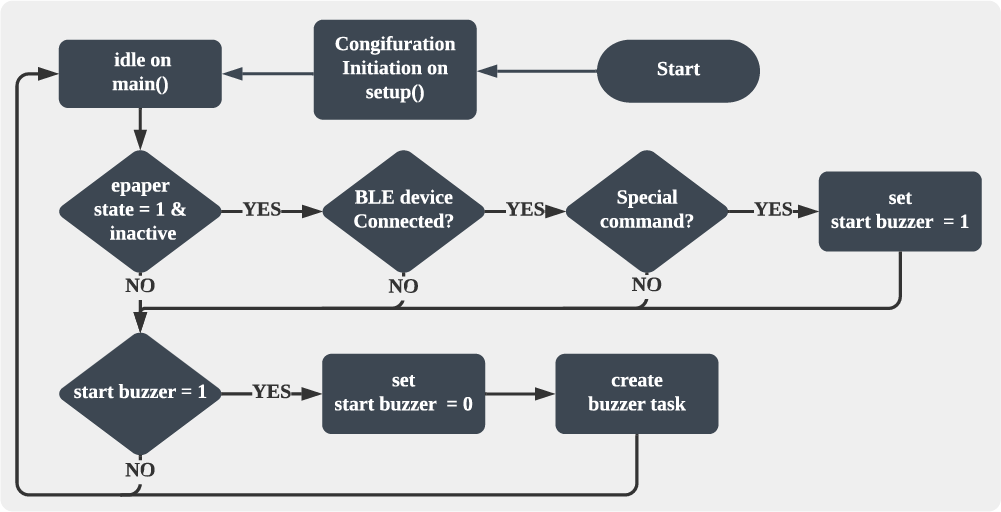 idle on
main()
Congifuration
Initiation on
setup()
Start
epaper
state = 1 &
inactive
YES
BLE device
Connected?
YES
Special
command?
YES
set
start buzzer = 1
NO
NO
NO
start buzzer = 1
YES
set
start buzzer = 0
create
buzzer task
NO